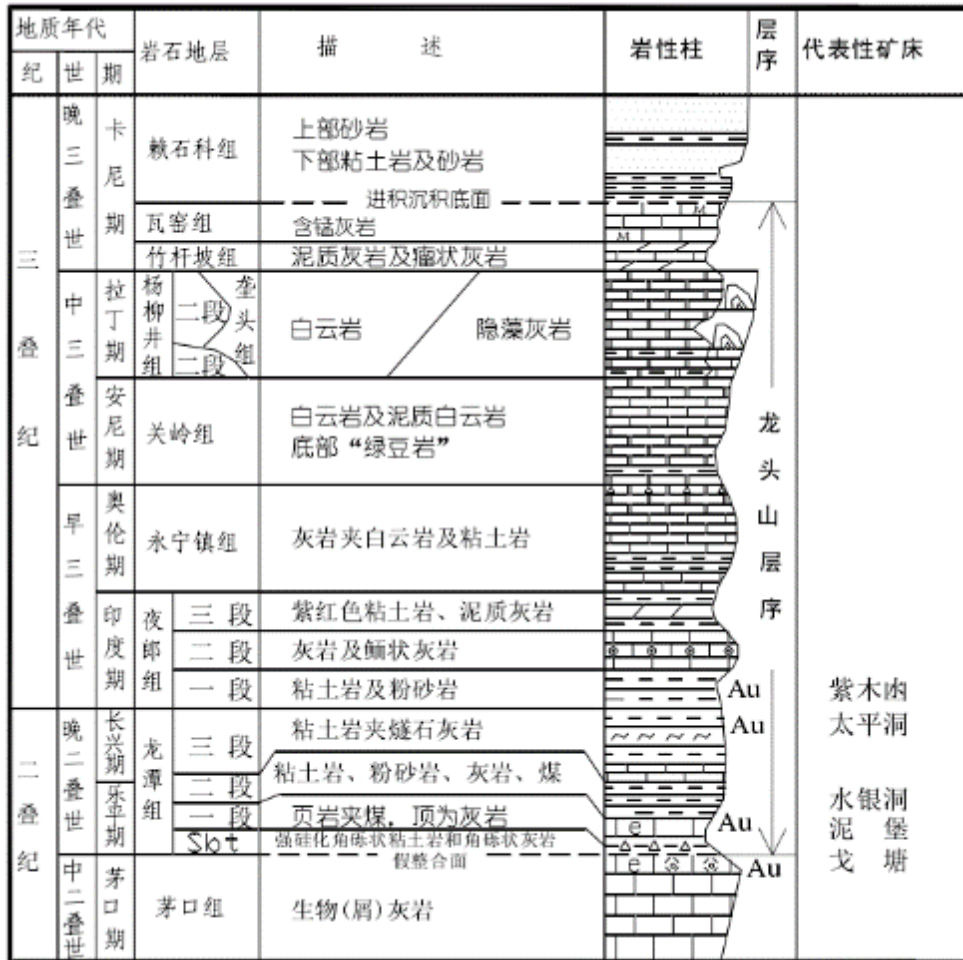 地质年代 岩石地层 描 述 岩性柱 层序 代表性矿床
纪 世 期
三叠纪
晚三叠世
卡尼期
赖石科组
上部砂岩
下部粘土岩及砂岩
进积沉积底面
瓦窑组
含锰灰岩
M
M
竹杆坡组
泥质灰岩及瘤状灰岩
中三叠世
拉丁期
杨柳井组
二段
二段
垄头组
白云岩
隐藻灰岩
安尼期
关岭组
白云岩及泥质白云岩
底部“绿豆岩”
早三叠世
奥伦期
永宁镇组
灰岩夹白云岩及粘土岩
印度期
夜郎组
三 段
紫红色粘土岩、泥质灰岩
二 段
灰岩及鲕状灰岩
一 段
粘土岩及粉砂岩
龙头山层序
Au
紫木凼
二叠纪
晚二叠世
长兴期
乐平期
龙潭组
三 段
粘土岩夹燧石灰岩
Au
太平洞
二段
粘土岩、粉砂岩、灰岩、煤
一段
页岩夹煤，顶为灰岩
e
Au
水银洞
泥 堡
Sbt
强硅化角砾状粘土岩和角砾状灰岩
假整合面
e
Au
戈 塘
中二叠世
茅口期
茅口组
生物(屑)灰岩